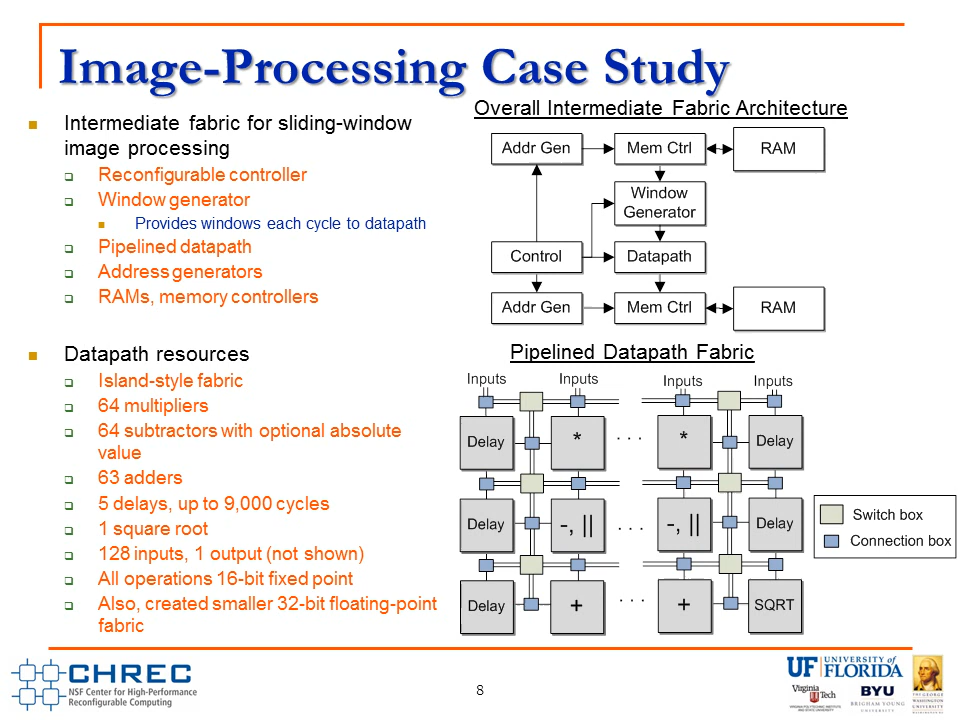 Image-Processing Case Study
Intermediate fabric for sliding-window
image processing
Reconfigurable controller
Window generator
Provides windows each cycle to datapath
Pipelined datapath
Address generators
RAMs, memory controllers
Datapath resources
Island-style fabric
64 multipliers
64 subtractors with optional absolute
value
63 adders
5 delays, up to 9,000 cycles
1 square root
128 inputs, 1 output (not shown)
All operations 16-bit fixed point
Also, created smaller 32-bit floating-point
fabric
Overall Intermediate Fabric Architecture
Addr Gen
Mem Ctrl
RAM
Window
Generator
Control
Datapath
Addr Gen
Mem Ctrl
RAM
Pipelined Datapath Fabric
Inputs
Inputs
Inputs
Inputs
Delay
*
. . .
*
Delay
Delay
-, ||
. . .
-, ||
Delay
Delay
+
. . .
+
SQRT
Switch box
Connection box
CHREC
NSF Center for High-Performance
Reconfigurable Computing
8
UF UNIVERSITY of
FLORIDA
Virginia
Tech
BYU
BRIGHAM YOUNG
UNIVERSITY